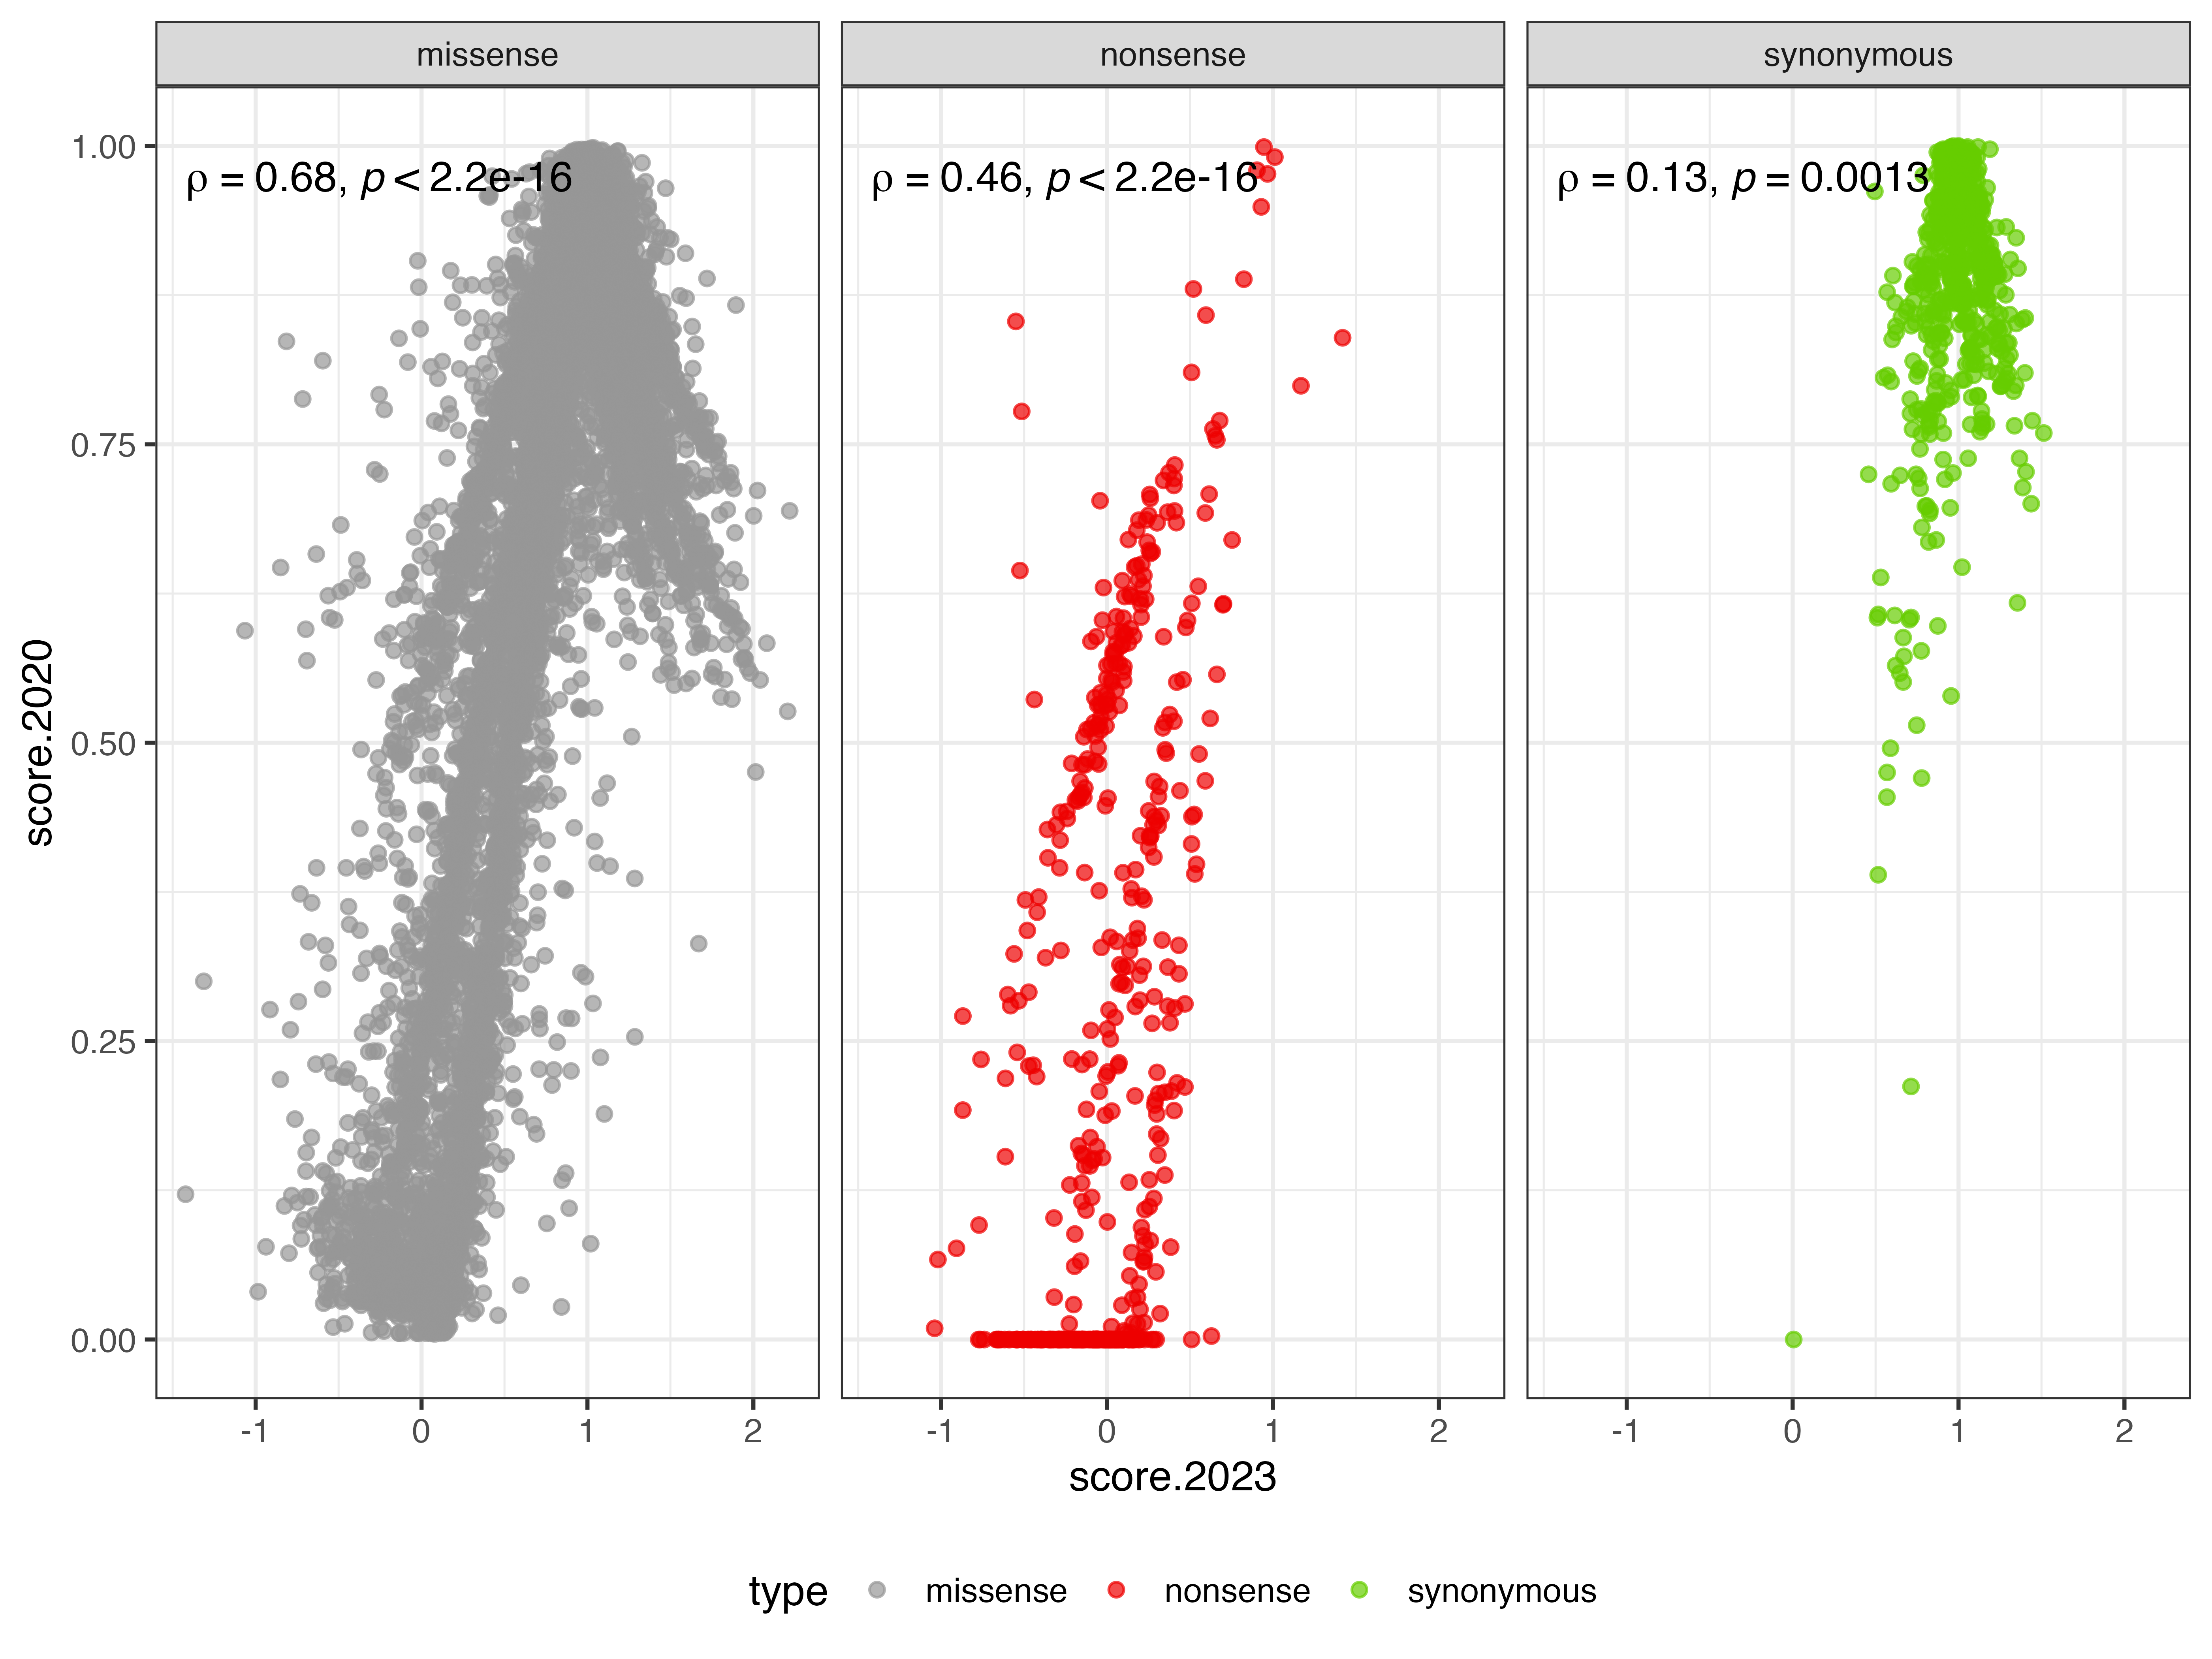 missense
nonsense
synonymous
ρ = 0.68, p < 2.2e-16
ρ = 0.46, p < 2.2e-16
ρ = 0.13, p = 0.0013
1.00
0.75
0.50
0.25
0.00
score.2020
-1 0 1 2
-1 0 1 2
-1 0 1 2
score.2023
type missense nonsense synonymous